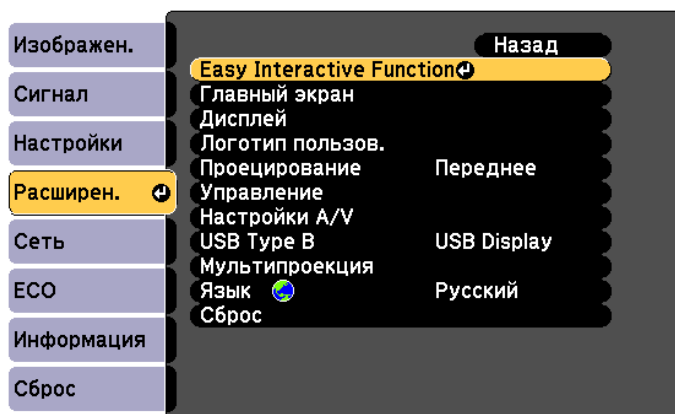 Изображен.
Сигнал
Настройки
Расширен.
Сеть
ECO
Информация
Сброс
Назад
Easy Interactive Function
Главный экран
Дисплей
Логотип пользов.
Проецирование Переднее
Управление
Настройки A/V
USB Type B USB Display
Мультипроекция
Язык Русский
Сброс